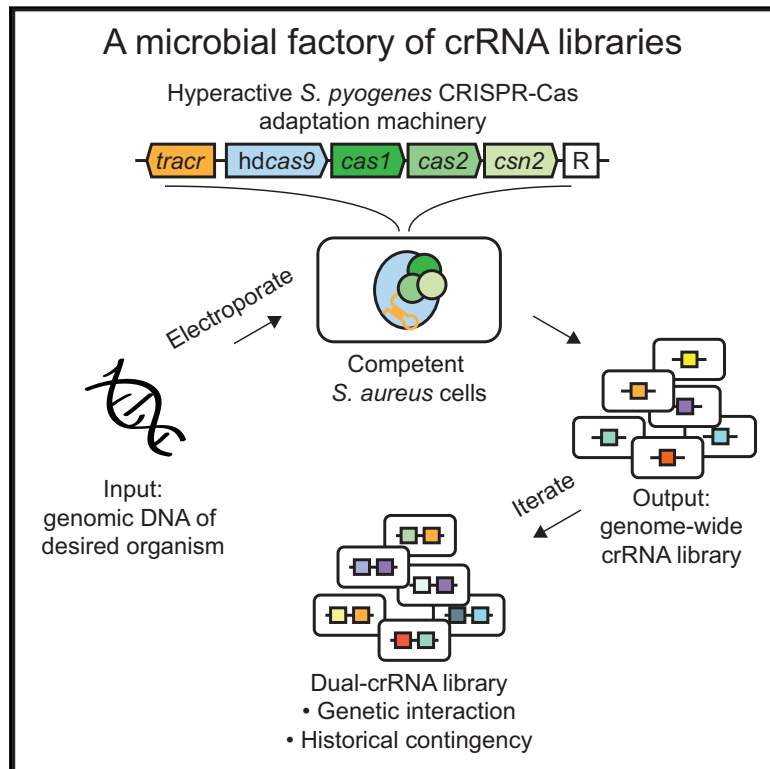 A microbial factory of crRNA libraries
Hyperactive S. pyogenes CRISPR-Cas
adaptation machinery
tracr hdcas9 cas1 cas2 csn2 R
Electroporate
Competent
S. aureus cells
Input:
genomic DNA of
desired organism
Output:
genome-wide
crRNA library
Iterate
Dual-crRNA library
• Genetic interaction
• Historical contingency